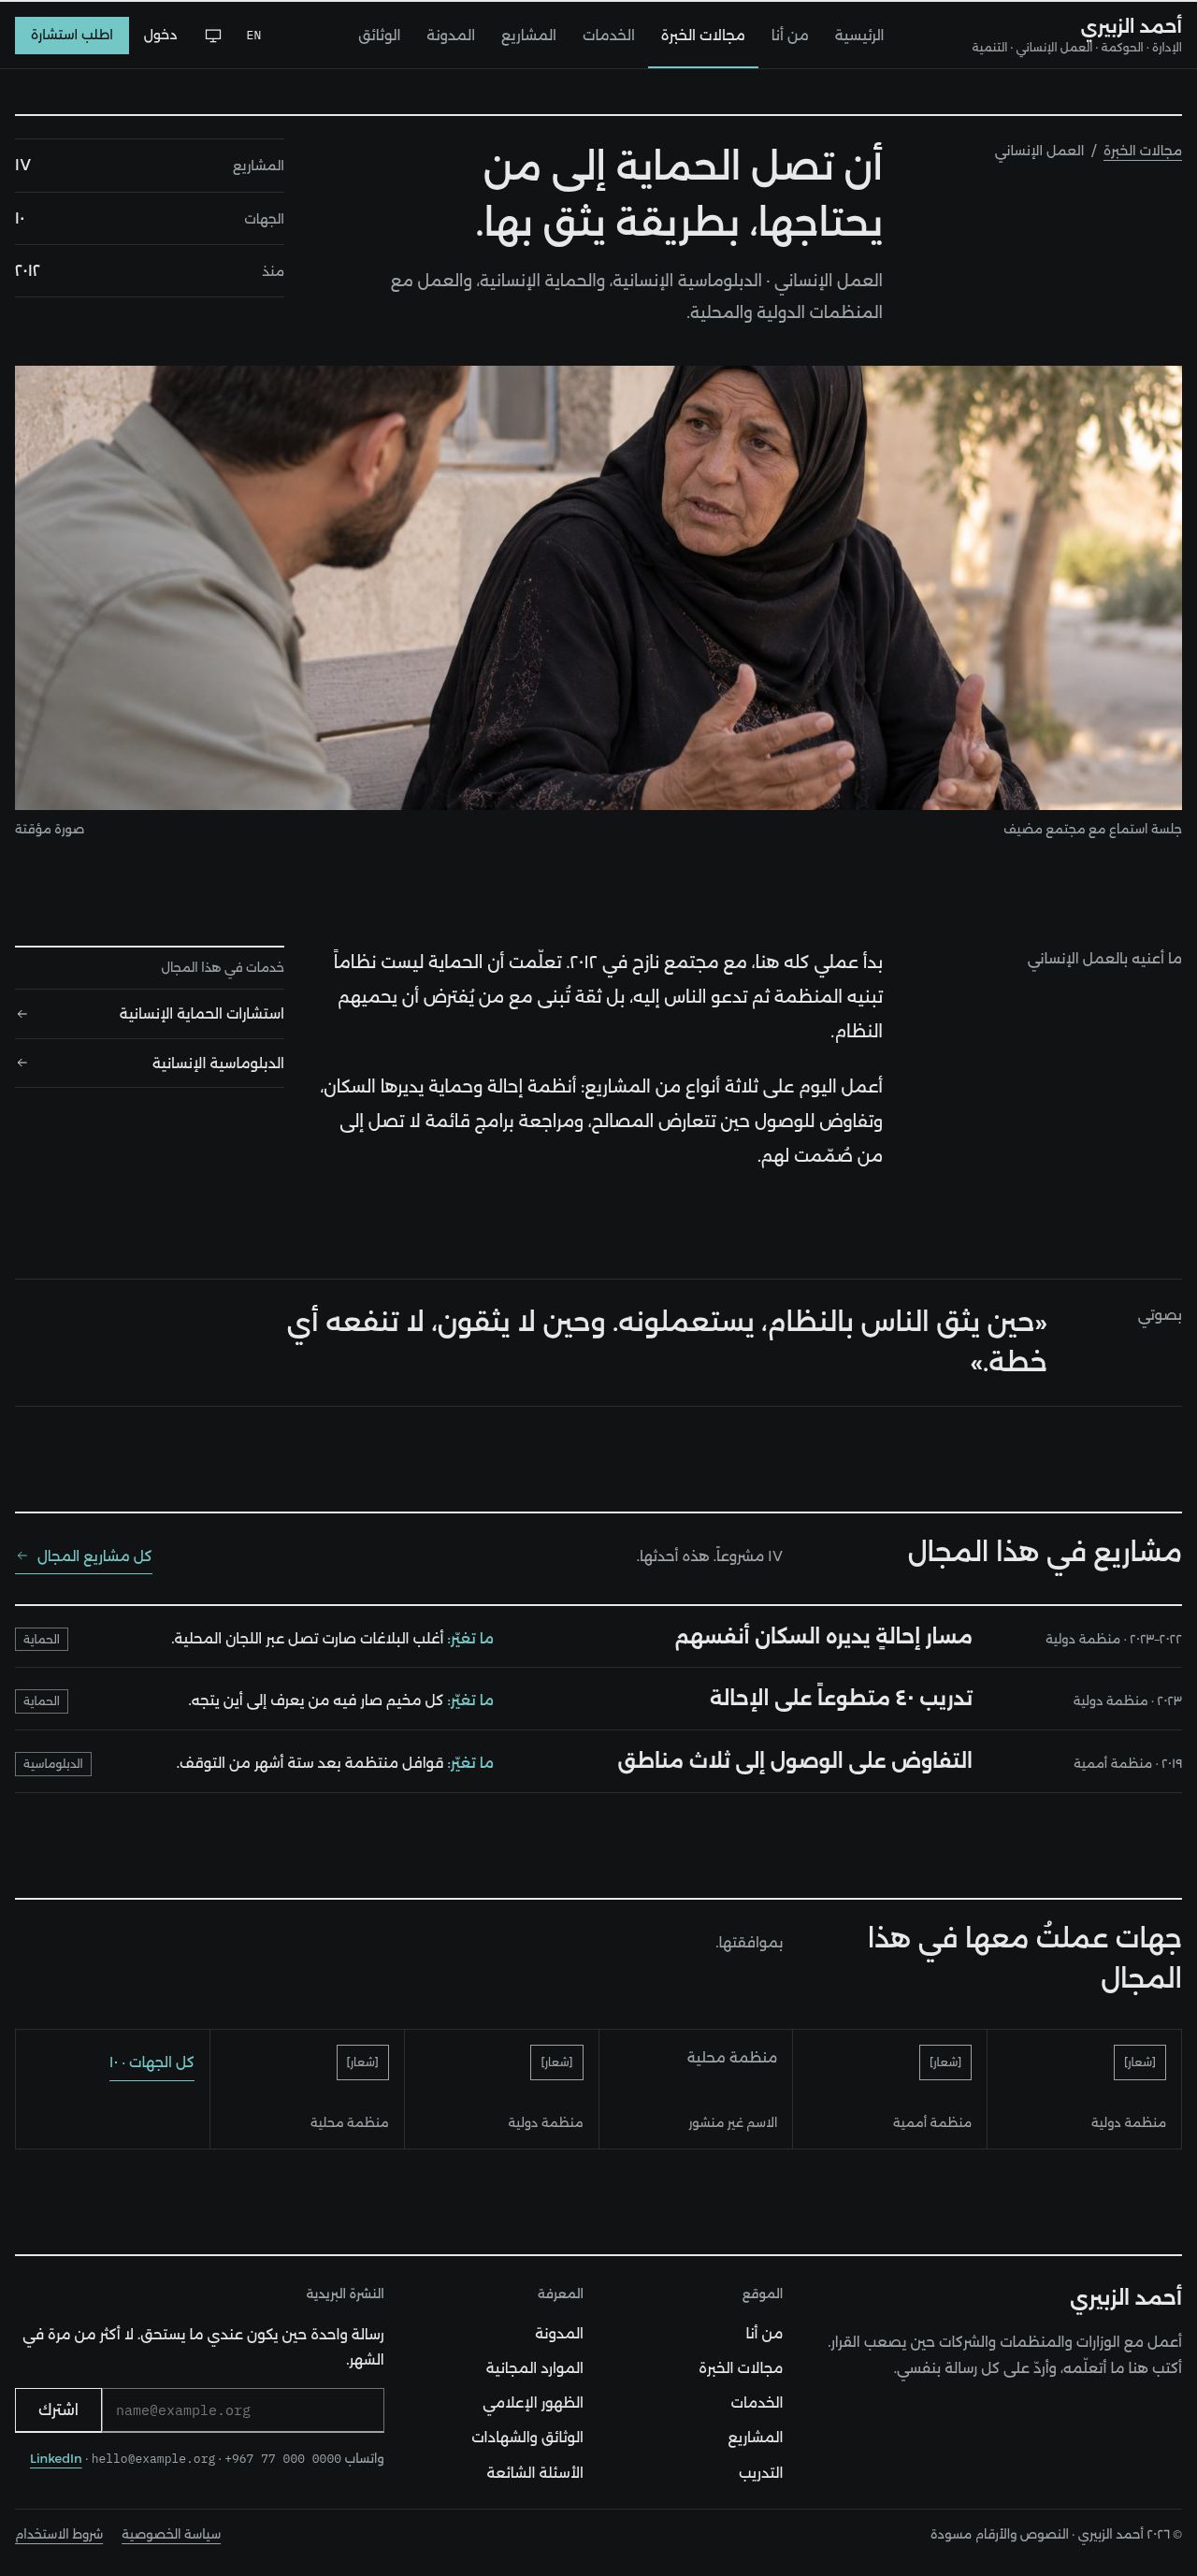 أحمد الزبيري
الإدارة · الحوكمة · العمل الإنساني · التنمية
الرئيسية
من أنا
مجالات الخبرة
الخدمات
المشاريع
المدونة
الوثائق
EN
دخول
اطلب استشارة
مجالات الخبرة / العمل الإنساني
أن تصل الحماية إلى من
يحتاجها، بطريقة يثق بها.
العمل الإنساني · الدبلوماسية الإنسانية، والحماية الإنسانية، والعمل مع
المنظمات الدولية والمحلية.
المشاريع ١٧
الجهات ١٠
منذ ٢٠١٢
جلسة استماع مع مجتمع مضيف
صورة مؤقتة
ما أعنيه بالعمل الإنساني
بدأ عملي كله هنا، مع مجتمع نازح في ٢٠١٢. تعلّمت أن الحماية ليست نظاماً
تبنيه المنظمة ثم تدعو الناس إليه، بل ثقة تُبنى مع من يُفترض أن يحميهم
النظام.
أعمل اليوم على ثلاثة أنواع من المشاريع: أنظمة إحالة وحماية يديرها السكان،
وتفاوض للوصول حين تتعارض المصالح، ومراجعة برامج قائمة لا تصل إلى
من صُمّمت لهم.
خدمات في هذا المجال
استشارات الحماية الإنسانية ←
الدبلوماسية الإنسانية ←
بصوتي
«حين يثق الناس بالنظام، يستعملونه. وحين لا يثقون، لا تنفعه أي
خطة.»
مشاريع في هذا المجال
١٧ مشروعاً. هذه أحدثها.
كل مشاريع المجال ←
٢٠٢٢–٢٠٢٣ · منظمة دولية
مسار إحالةٍ يديره السكان أنفسهم
ما تغيّر: أغلب البلاغات صارت تصل عبر اللجان المحلية.
الحماية
٢٠٢٣ · منظمة دولية
تدريب ٤٠ متطوعاً على الإحالة
ما تغيّر: كل مخيم صار فيه من يعرف إلى أين يتجه.
الحماية
٢٠١٩ · منظمة أممية
التفاوض على الوصول إلى ثلاث مناطق
ما تغيّر: قوافل منتظمة بعد ستة أشهر من التوقف.
الدبلوماسية
جهات عملتُ معها في هذا
المجال
بموافقتها.
[شعار]
منظمة دولية
[شعار]
منظمة أممية
منظمة محلية
الاسم غير منشور
[شعار]
منظمة دولية
[شعار]
منظمة محلية
كل الجهات · ١٠
أحمد الزبيري
أعمل مع الوزارات والمنظمات والشركات حين يصعب القرار.
أكتب هنا ما أتعلّمه، وأردّ على كل رسالة بنفسي.
الموقع
من أنا
مجالات الخبرة
الخدمات
المشاريع
التدريب
المعرفة
المدونة
الموارد المجانية
الظهور الإعلامي
الوثائق والشهادات
الأسئلة الشائعة
النشرة البريدية
رسالة واحدة حين يكون عندي ما يستحق. لا أكثر من مرة في
الشهر.
name@example.org
اشترك
واتساب +967 77 000 0000 · hello@example.org · LinkedIn
© ٢٠٢٦ أحمد الزبيري · النصوص والأرقام مسودة
سياسة الخصوصية
شروط الاستخدام